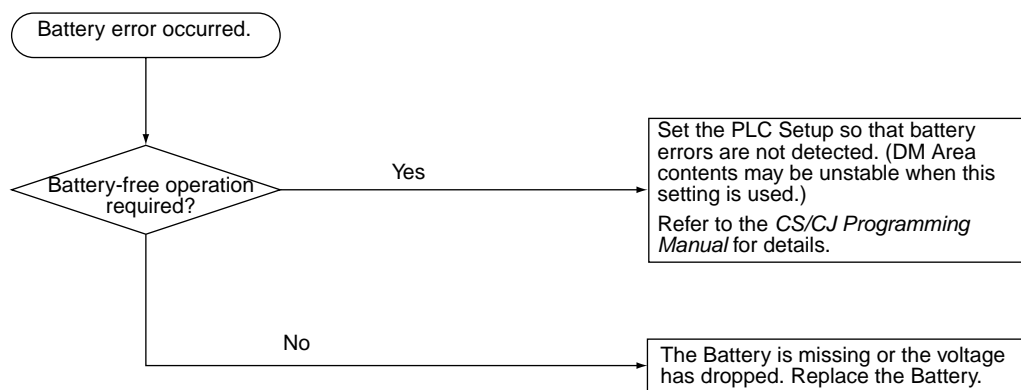 Battery error occurred.
Battery-free operation
required?
Yes
Set the PLC Setup so that battery
errors are not detected. (DM Area
contents may be unstable when this
setting is used.)
Refer to the CS/CJ Programming
Manual for details.
No
The Battery is missing or the voltage
has dropped. Replace the Battery.